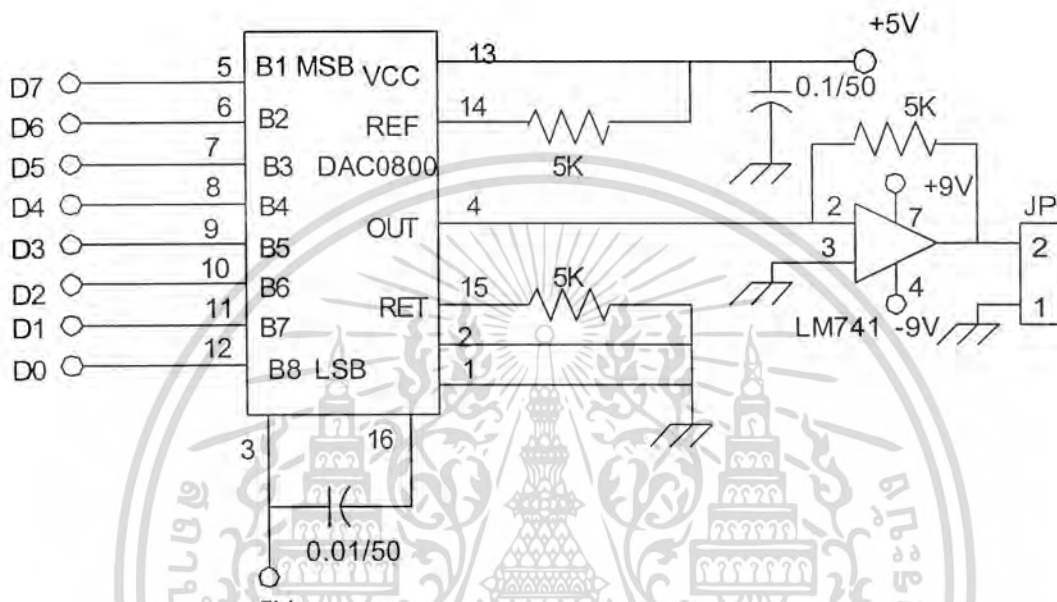 +5V
D7 5 B1 MSB VCC 13
0.1/50
D6 6 B2 REF 14 5K 5K
D5 7 B3 DAC0800
D4 8 B4 OUT 4 2 +9V 7 JP
D3 9 B5 3 2
D2 10 B6 RET 15 5K 4
D1 11 B7 2 LM741 -9V 1
D0 12 B8 LSB 1
3 16
0.01/50